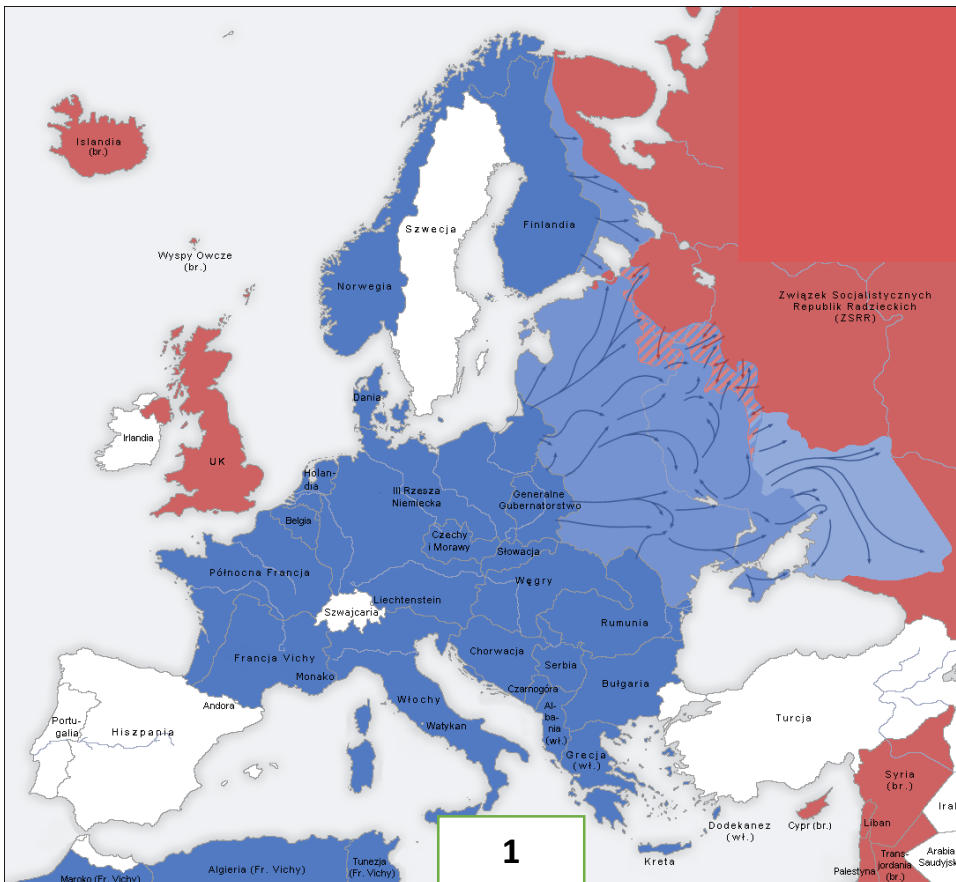 Islandia
(br.)
Wyspy Owcze
(br.)
Szwecja
Finlandia
Norwegia
Związek Socjalistycznych
Republik Radzieckich
(ZSRR)
Dania
Irlandia
UK
Holan-
dia
III Rzesza
Niemiecka
Generalne
Gubernatorstwo
Belgia
Czechy
i Morawy
Słowacja
Północna Francja
Węgry
Liechtenstein
Szwajcaria
Rumunia
Francja Vichy
Chorwacja
Serbia
Monako
Czarnogóra
Bułgaria
Włochy
Andora
Portu-
galia
Hiszpania
Watykan
Al-
ba-
nia
(wł.)
Turcja
Grecja
(wł.)
Syria
(br.)
Irak
Dodekanez
(wł.)
Cypr (br.)
Liban
Kreta
1
Trans-
jordania
(br.)
Arabia
Saudyjsk
Palestyna
Maroko (Fr. Vichy)
Algieria (Fr. Vichy)
Tunezja
(Fr. Vichy)